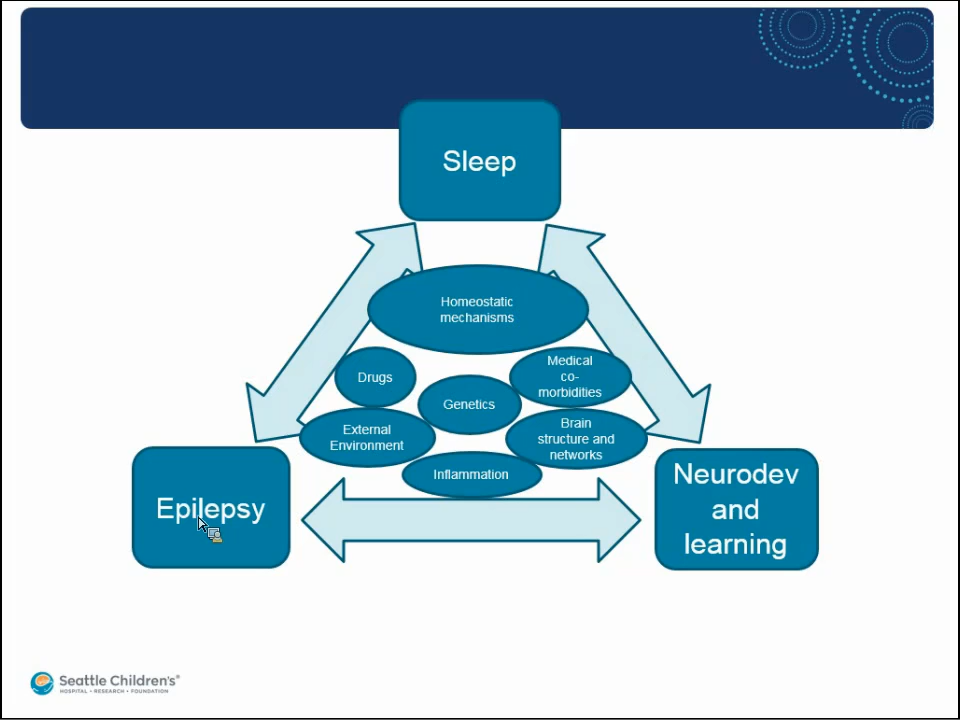 Sleep
Homeostatic
mechanisms
Drugs
Medical
co-
morbidities
Genetics
External
Environment
Brain
structure and
networks
Inflammation
Epilepsy
Neurodev
and
learning
Seattle Children's®
HOSPITAL • RESEARCH • FOUNDATION